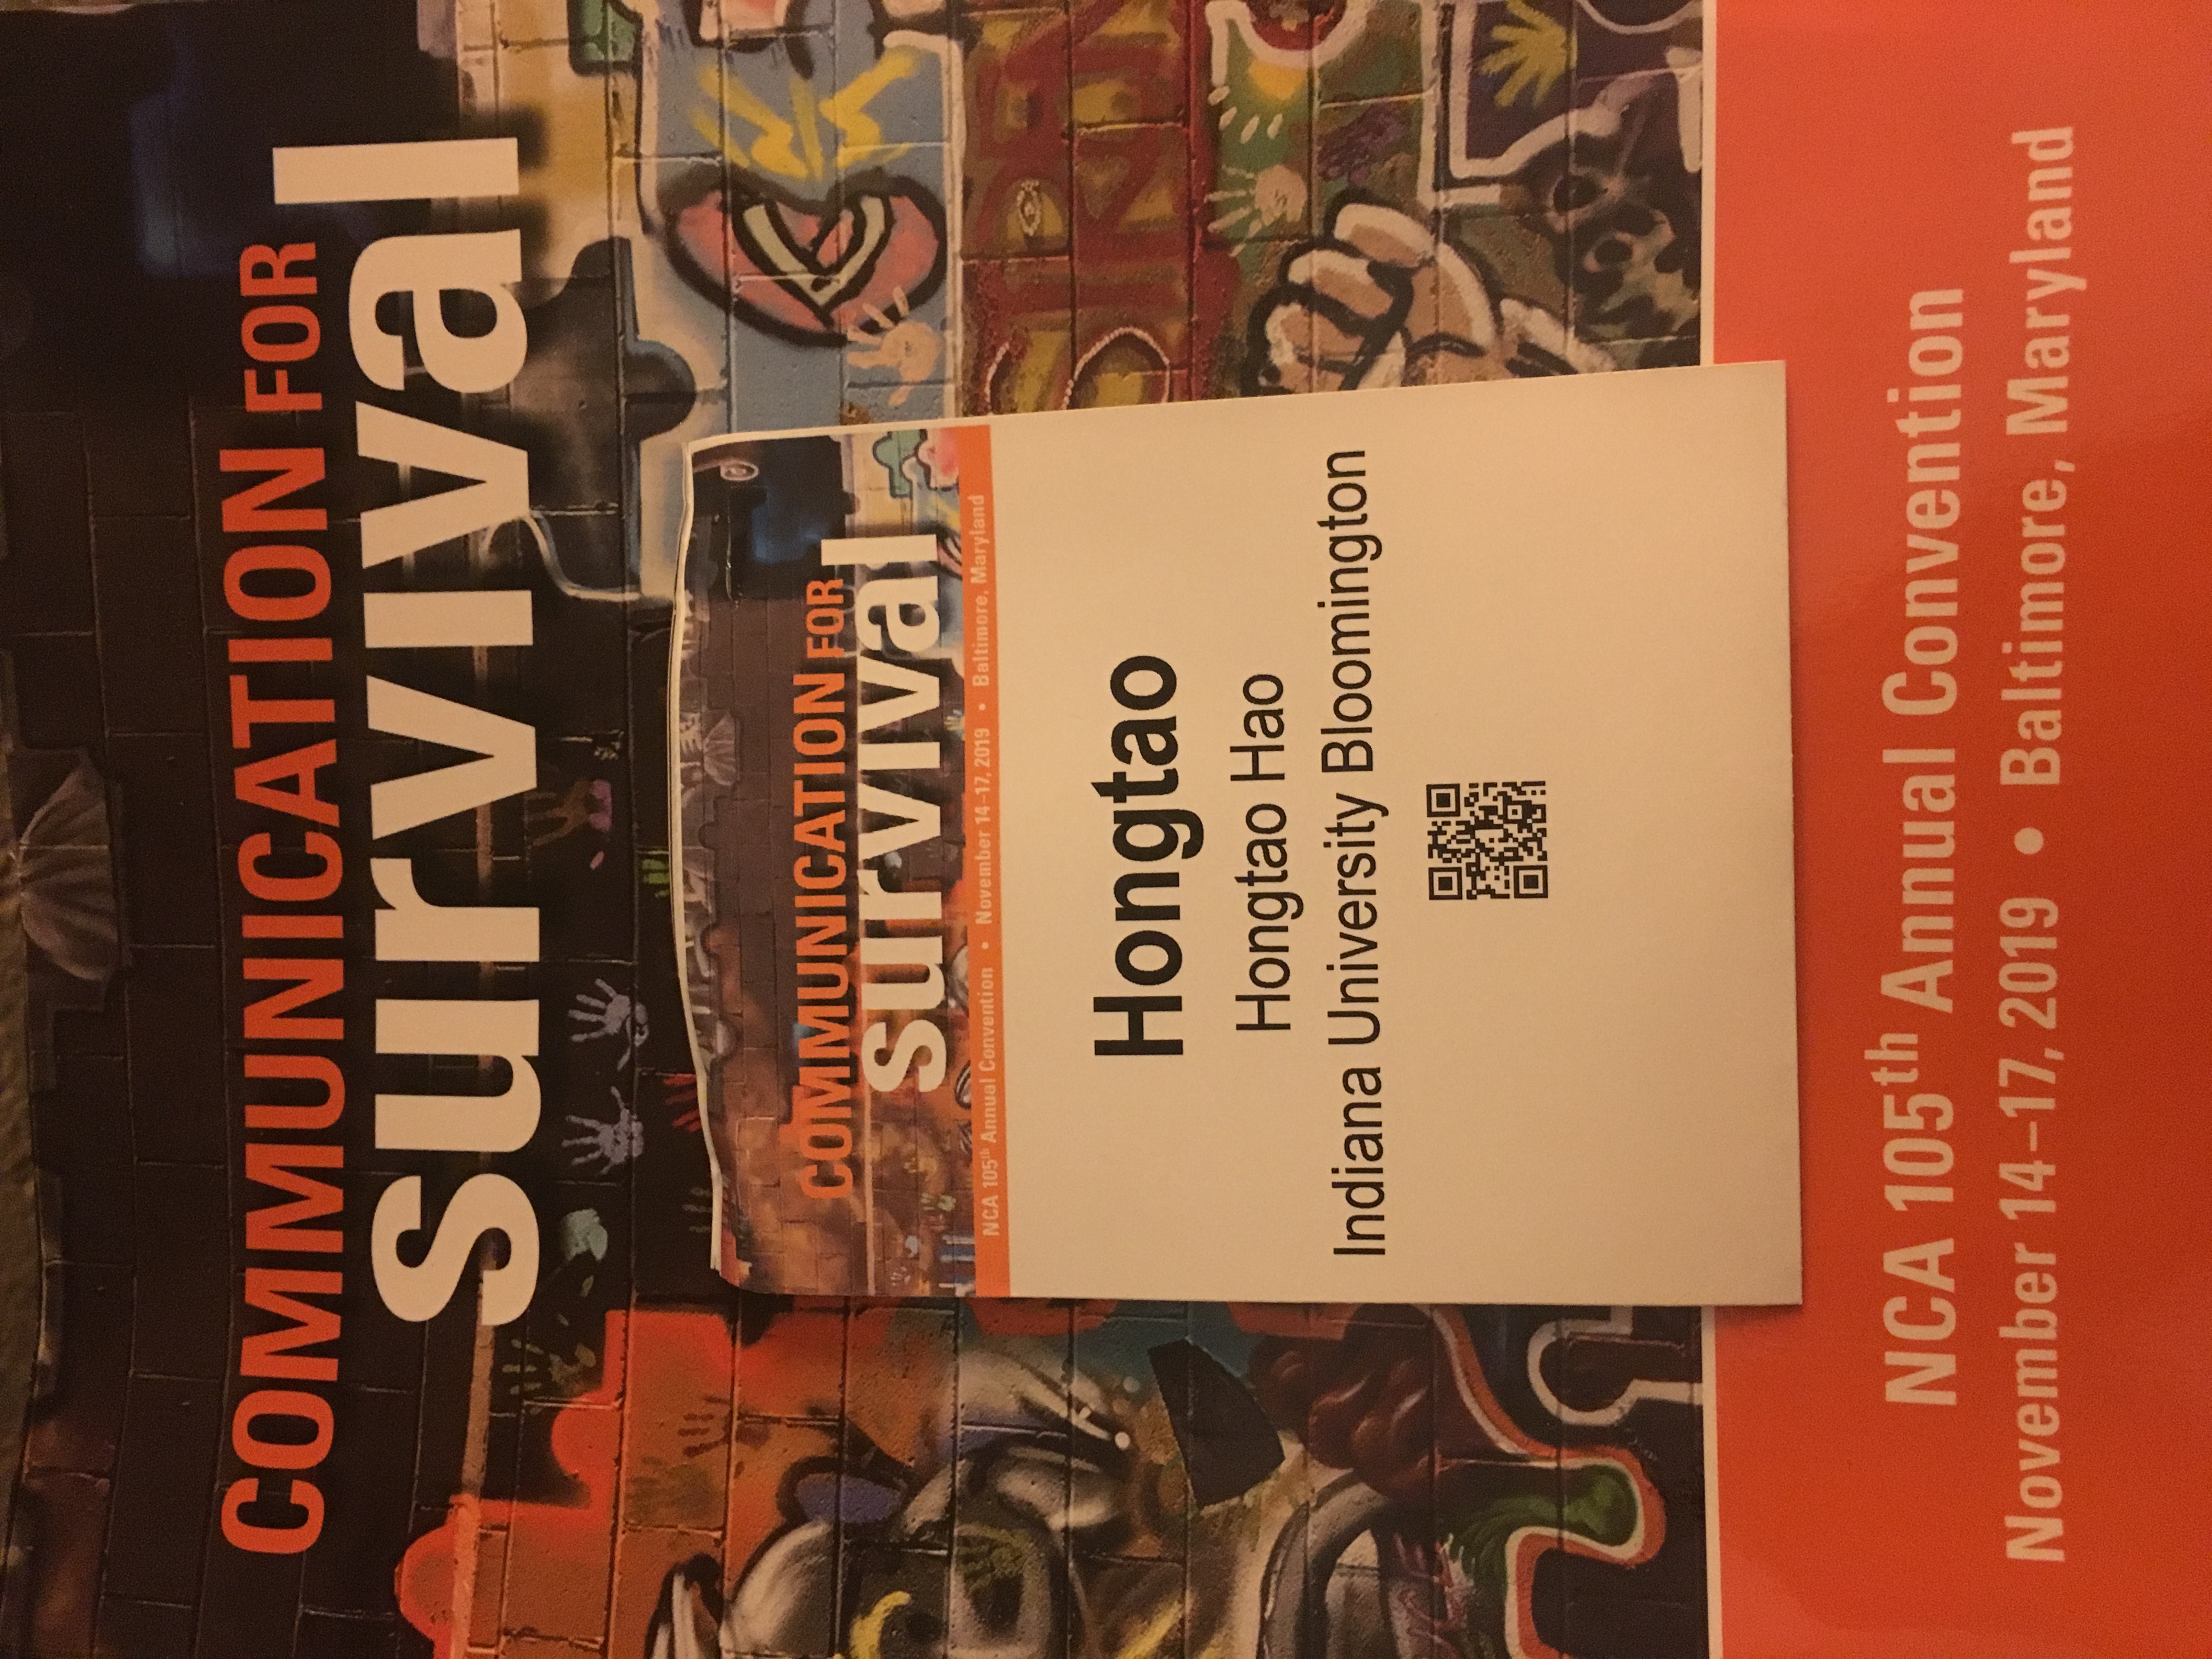 COMMUNICATION FOR
survival
COMMUNICATION FOR
survival
NCA 105th Annual Convention • November 14–17, 2019 • Baltimore, Maryland
Hongtao
Hongtao Hao
Indiana University Bloomington
NCA 105th Annual Convention
November 14–17, 2019 • Baltimore, Maryland